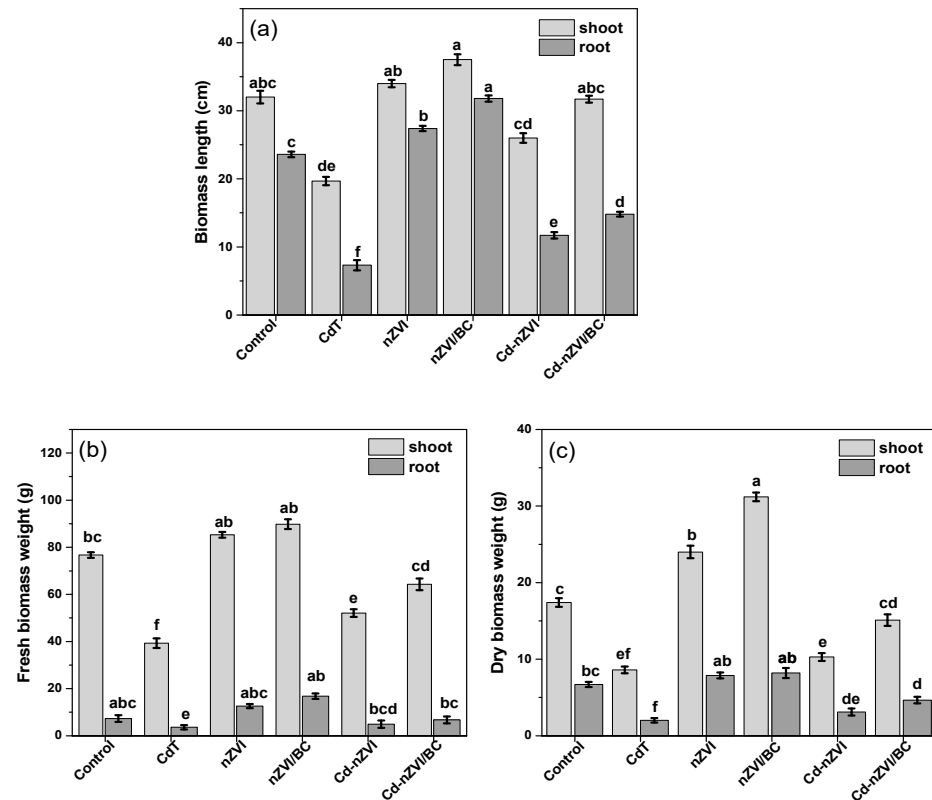 (a)
shoot
root
Biomass length (cm)
40
30
20
10
0
abc
c
de
f
ab
b
a
a
cd
e
abc
d
Control
CdT
nZVI
nZVI/BC
Cd-nZVI
Cd-nZVI/BC
(b)
shoot
root
Fresh biomass weight (g)
120
100
80
60
40
20
0
bc
abc
f
e
ab
abc
ab
ab
e
bcd
cd
bc
Control
CdT
nZVI
nZVI/BC
Cd-nZVI
Cd-nZVI/BC
(c)
shoot
root
Dry biomass weight (g)
40
30
20
10
0
c
bc
ef
f
b
ab
a
ab
e
de
cd
d
Control
CdT
nZVI
nZVI/BC
Cd-nZVI
Cd-nZVI/BC